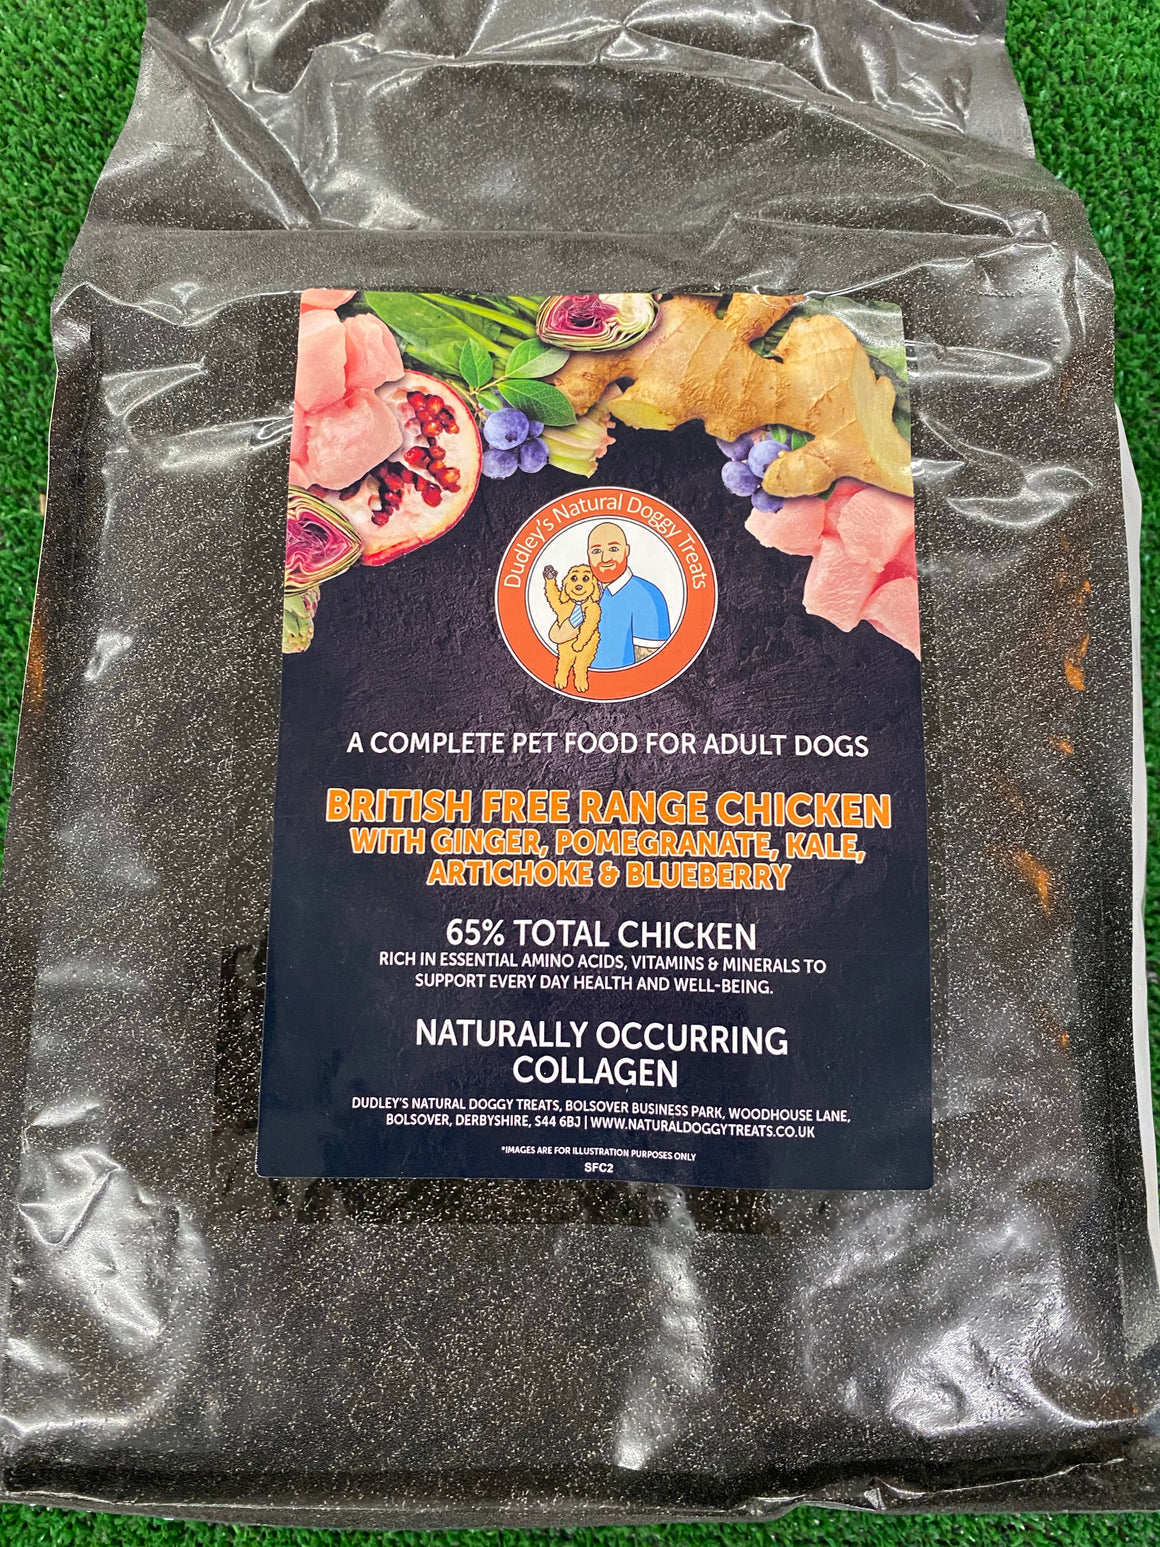 Dudley's Natural Doggy Treats
A COMPLETE PET FOOD FOR ADULT DOGS
BRITISH FREE RANGE CHICKEN
WITH GINGER, POMEGRANATE, KALE,
ARTICHOKE & BLUEBERRY
65% TOTAL CHICKEN
RICH IN ESSENTIAL AMINO ACIDS, VITAMINS & MINERALS TO
SUPPORT EVERY DAY HEALTH AND WELL-BEING.
NATURALLY OCCURRING
COLLAGEN
DUDLEY'S NATURAL DOGGY TREATS, BOLSOVER BUSINESS PARK, WOODHOUSE LANE,
BOLSOVER, DERBYSHIRE, S44 6BJ | WWW.NATURALDOGGYTREATS.CO.UK
*IMAGES ARE FOR ILLUSTRATION PURPOSES ONLY
SFC2